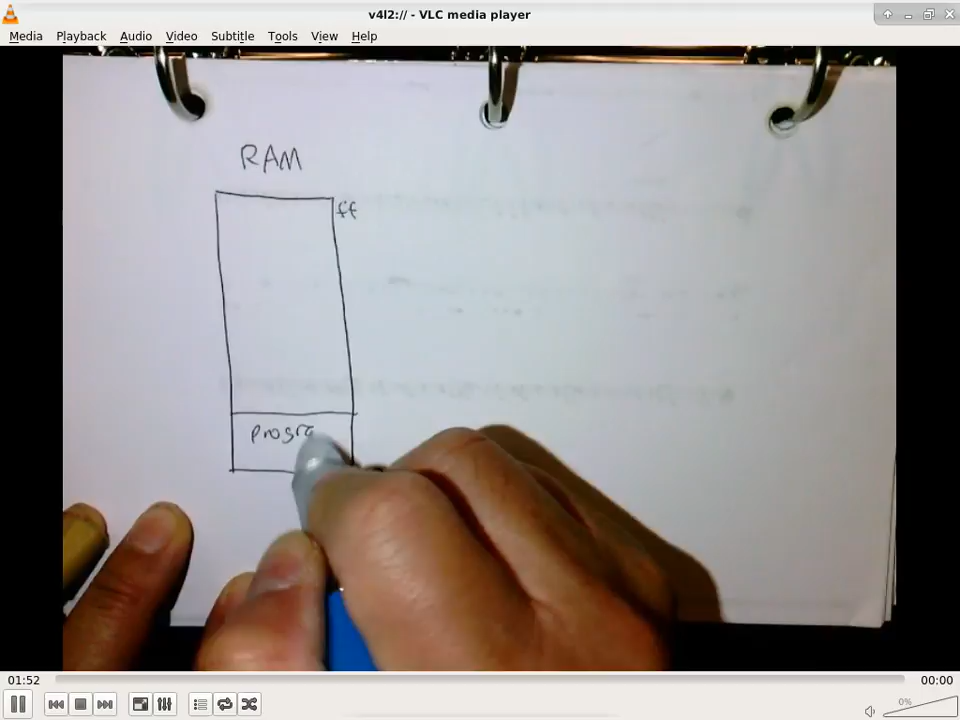 v4l2:// - VLC media player
Media Playback Audio Video Subtitle Tools View Help
RAM
ff
Progra
01:52
00:00
0%